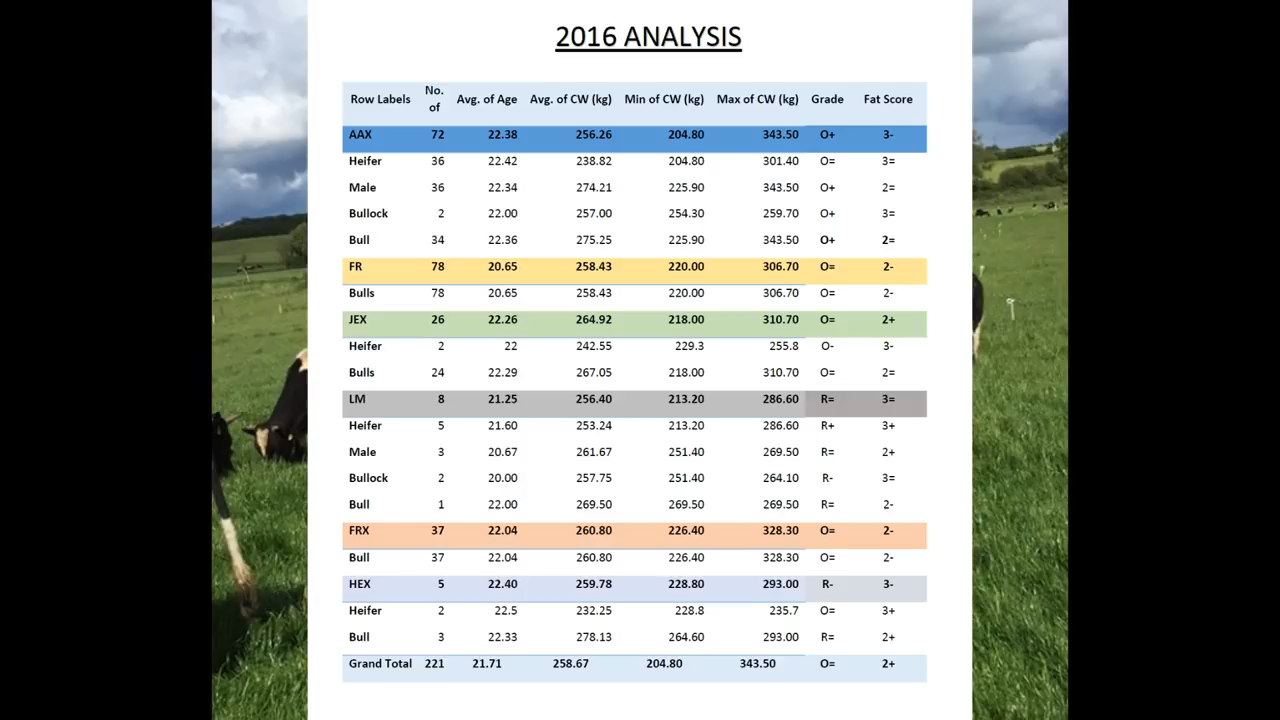 2016 ANALYSIS
Row Labels No. of Avg. of Age Avg. of CW (kg) Min of CW (kg) Max of CW (kg) Grade Fat Score
AAX 72 22.38 256.26 204.80 343.50 O+ 3-
Heifer 36 22.42 238.82 204.80 301.40 O= 3=
Male 36 22.34 274.21 225.90 343.50 O+ 2=
Bullock 2 22.00 257.00 254.30 259.70 O+ 3=
Bull 34 22.36 275.25 225.90 343.50 O+ 2=
FR 78 20.65 258.43 220.00 306.70 O= 2-
Bulls 78 20.65 258.43 220.00 306.70 O= 2-
JEX 26 22.26 264.92 218.00 310.70 O= 2+
Heifer 2 22 242.55 229.3 255.8 O- 3-
Bulls 24 22.29 267.05 218.00 310.70 O= 2=
LM 8 21.25 256.40 213.20 286.60 R= 3=
Heifer 5 21.60 253.24 213.20 286.60 R+ 3+
Male 3 20.67 261.67 251.40 269.50 R= 2+
Bullock 2 20.00 257.75 251.40 264.10 R- 3=
Bull 1 22.00 269.50 269.50 269.50 R= 2-
FRX 37 22.04 260.80 226.40 328.30 O= 2-
Bull 37 22.04 260.80 226.40 328.30 O= 2-
HEX 5 22.40 259.78 228.80 293.00 R- 3-
Heifer 2 22.5 232.25 228.8 235.7 O= 3+
Bull 3 22.33 278.13 264.60 293.00 R= 2+
Grand Total 221 21.71 258.67 204.80 343.50 O= 2+